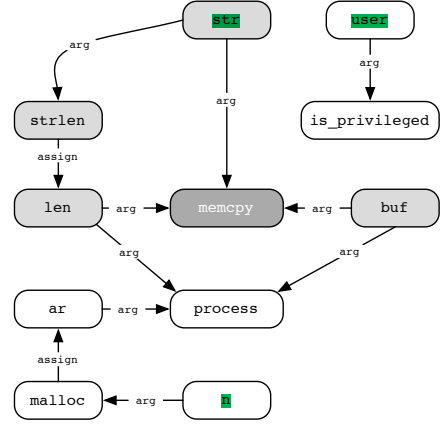 str
user
arg
arg
arg
strlen
is_privileged
assign
len
arg
memcpy
arg
buf
arg
arg
ar
arg
process
assign
malloc
arg
n